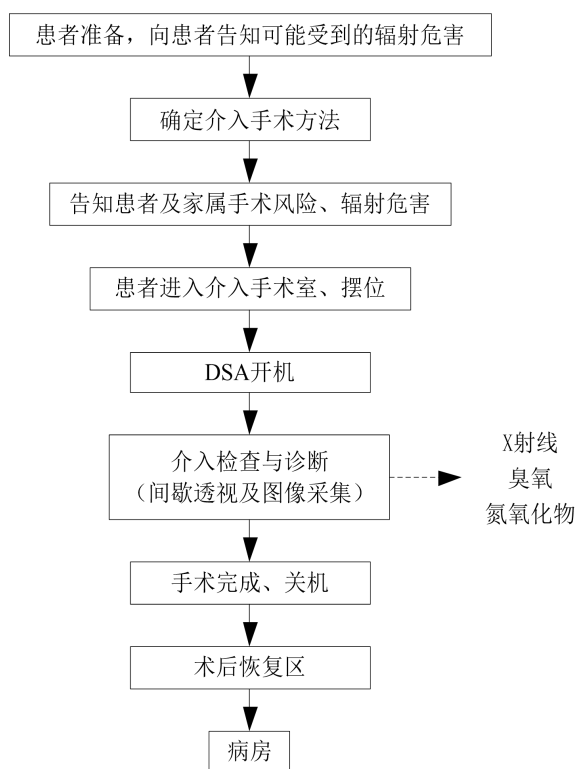 患者准备，向患者告知可能受到的辐射危害
确定介入手术方法
告知患者及家属手术风险、辐射危害
患者进入介入手术室、摆位
DSA开机
介入检查与诊断
（间歇透视及图像采集）
X射线
臭氧
氮氧化物
手术完成、关机
术后恢复区
病房